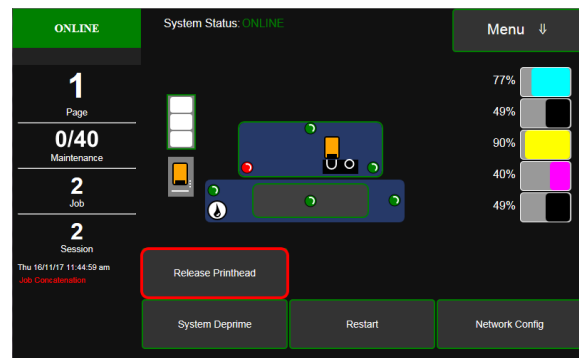 ONLINE
System Status: ONLINE
Menu ⇓
1
Page
0/40
Maintenance
2
Job
2
Session
Thu 16/11/17 11:44:59 am
Job Concatenation
77%
49%
90%
40%
49%
Release Printhead
System Deprime
Restart
Network Config